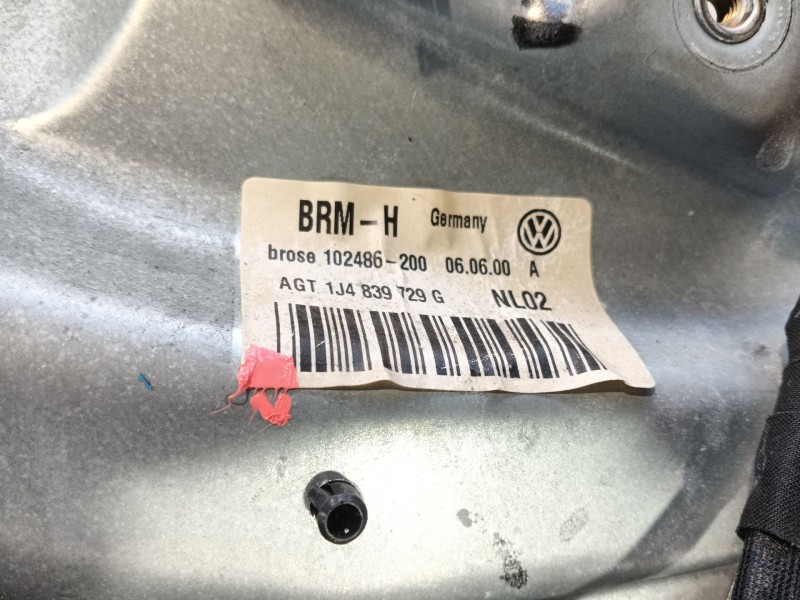 BRM-H Germany
brose 102486-200 06.06.00 A
AGT 1J4 839 729 G NL02